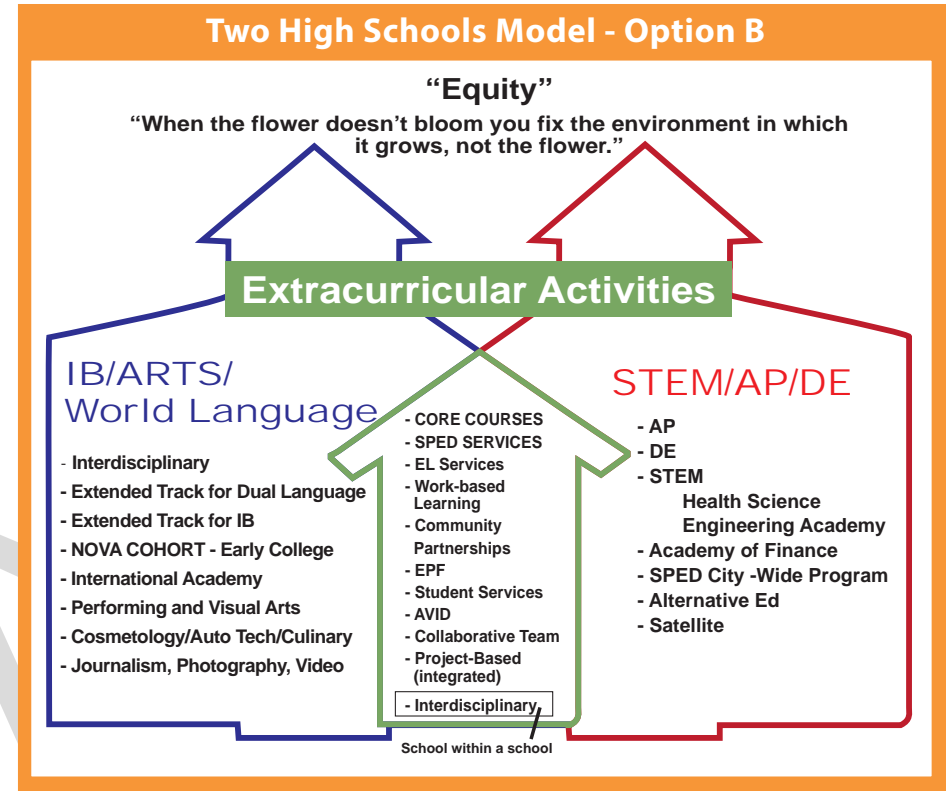 Two High Schools Model - Option B
“Equity”
“When the flower doesn’t bloom you fix the environment in which
it grows, not the flower.”
Extracurricular Activities
IB/ARTS/
World Language
- Interdisciplinary
- Extended Track for Dual Language
- Extended Track for IB
- NOVA COHORT - Early College
- International Academy
- Performing and Visual Arts
- Cosmetology/Auto Tech/Culinary
- Journalism, Photography, Video
- CORE COURSES
- SPED SERVICES
- EL Services
- Work-based
Learning
- Community
Partnerships
- EPF
- Student Services
- AVID
- Collaborative Team
- Project-Based
(integrated)
- Interdisciplinary
School within a school
STEM/AP/DE
- AP
- DE
- STEM
Health Science
Engineering Academy
- Academy of Finance
- SPED City -Wide Program
- Alternative Ed
- Satellite